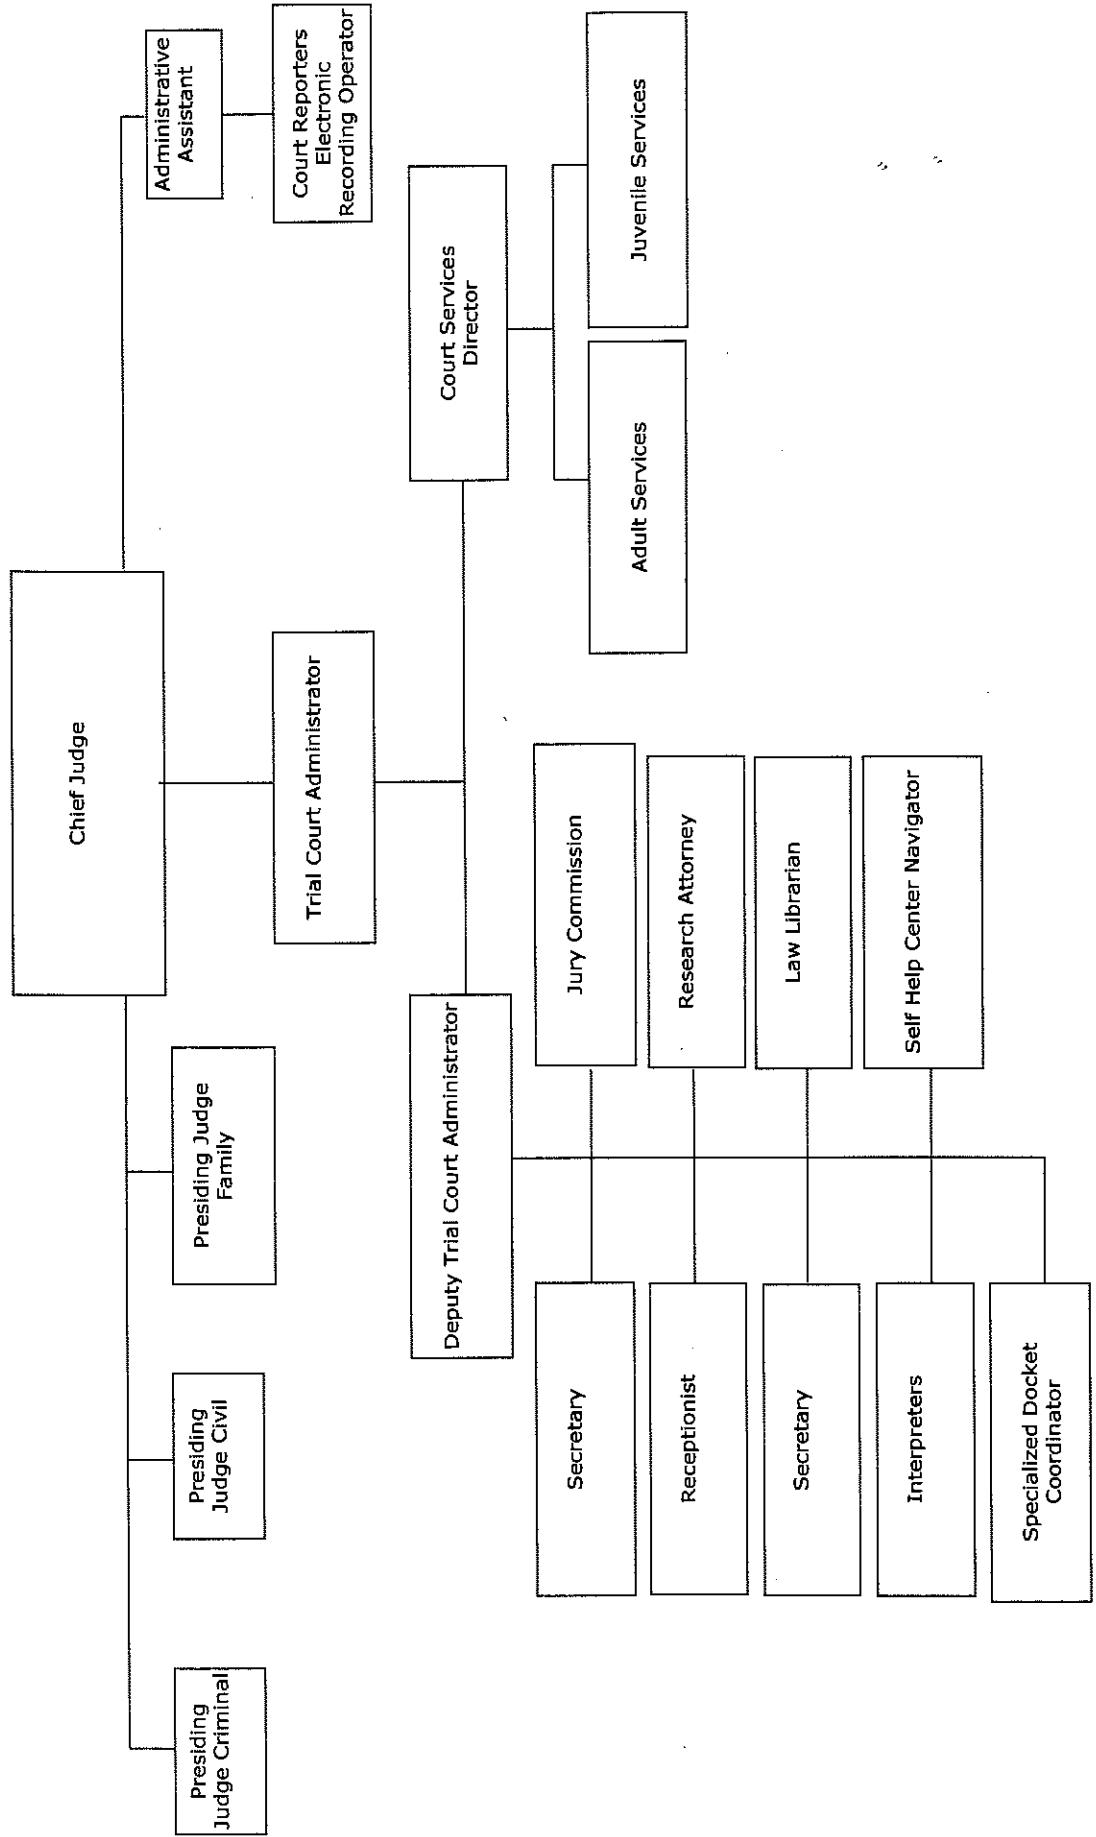 Chief Judge
Administrative
Assistant
Court Reporters
Electronic
Recording Operator
Presiding
Judge Criminal
Presiding
Judge Civil
Presiding Judge
Family
Trial Court Administrator
Deputy Trial Court Administrator
Court Services
Director
Secretary
Jury Commission
Receptionist
Research Attorney
Secretary
Law Librarian
Interpreters
Self Help Center Navigator
Specialized Docket
Coordinator
Adult Services
Juvenile Services